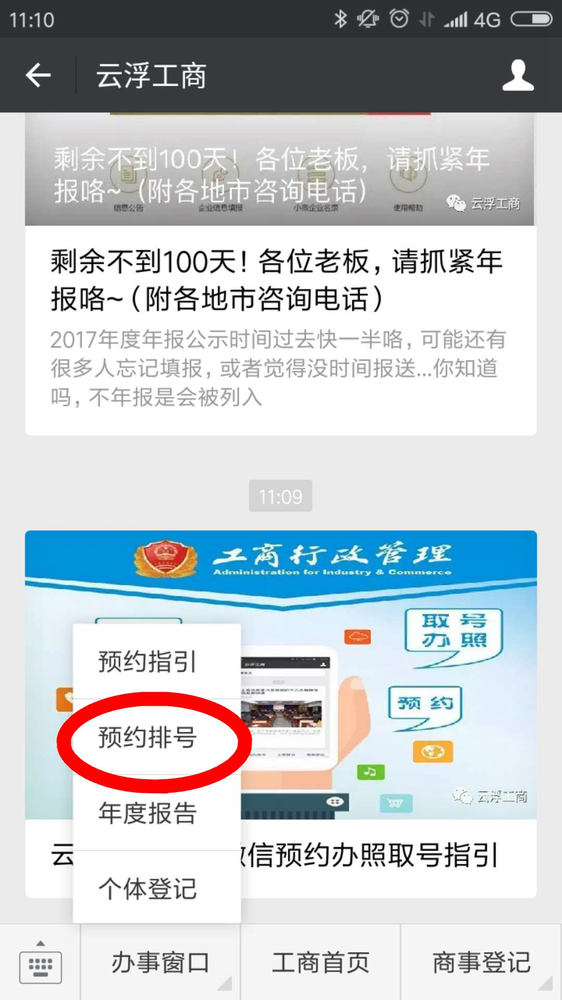 11:10
4G
云浮工商
剩余不到100天！各位老板，请抓紧年
报咯~（附各地市咨询电话）
信息公告
企业信息填报
小微企业名录
使用帮助
云浮工商
剩余不到100天！各位老板，请抓紧年
报咯~（附各地市咨询电话）
2017年度年报公示时间过去快一半咯，可能还有
很多人忘记填报，或者觉得没时间报送...你知道
吗，不年报是会被列入
11:09
工商行政管理
Administration for Industry & Commerce
取号
办照
预约
云浮工商
云浮工商
预约指引
预约排号
年度报告
个体登记
云
信预约办照取号指引
办事窗口
工商首页
商事登记